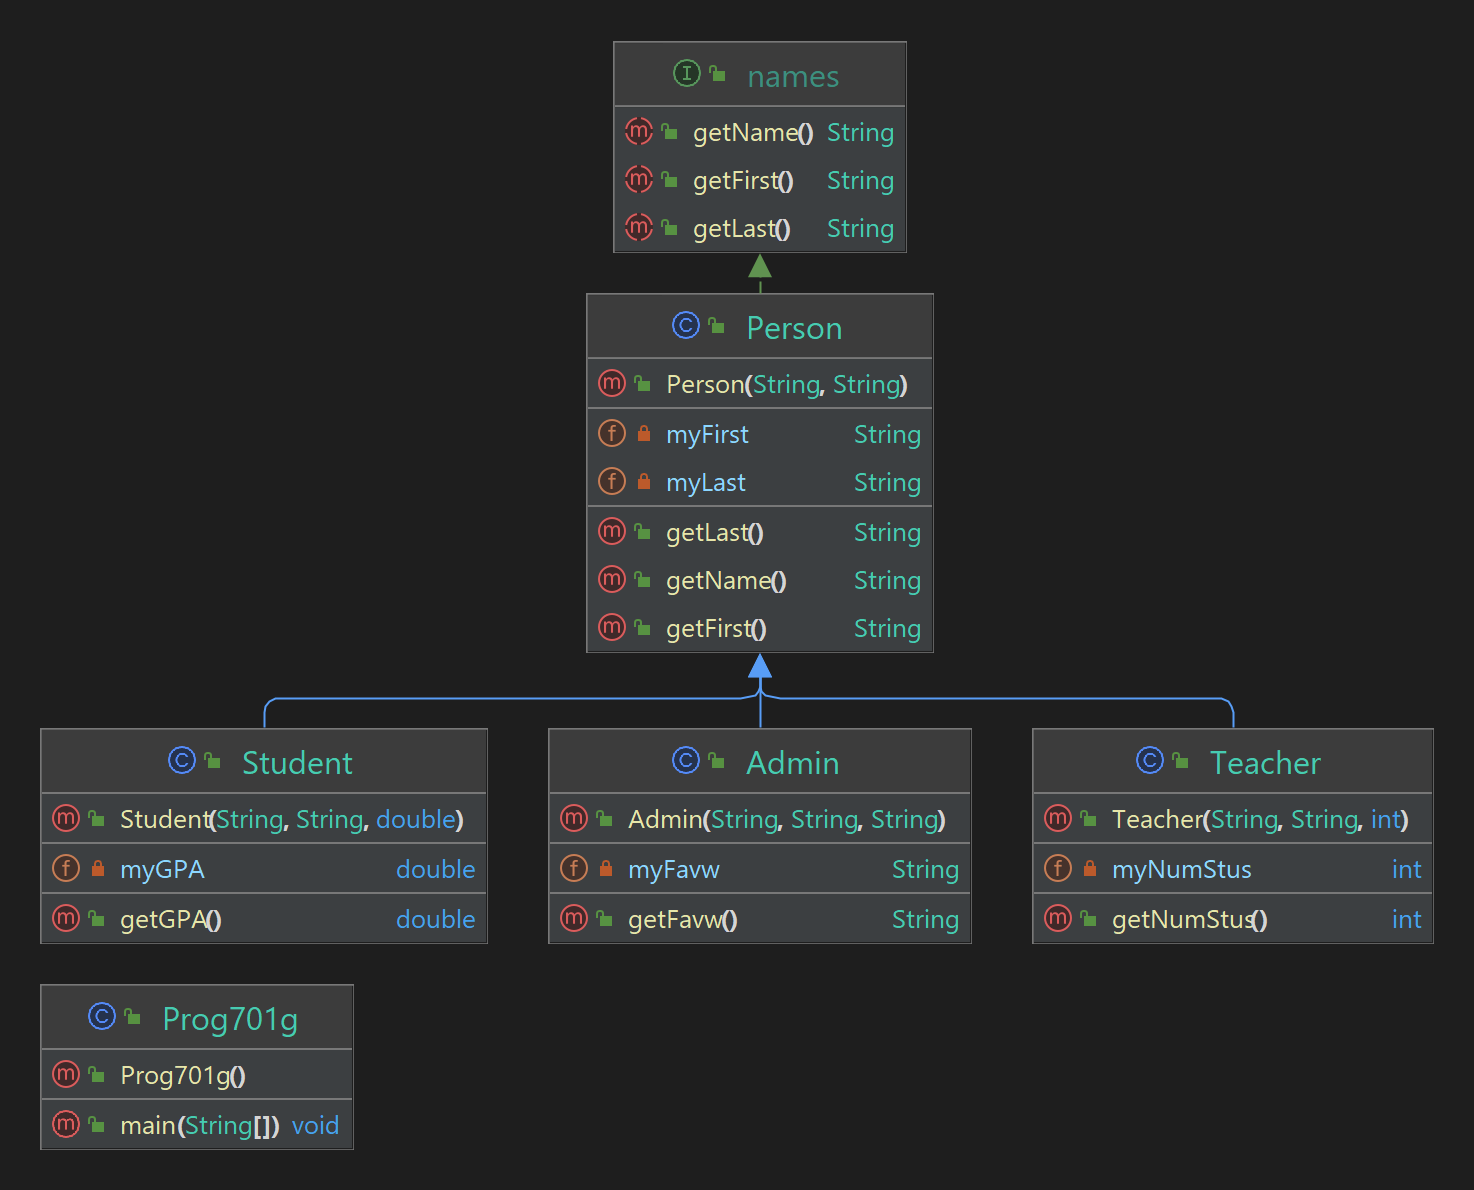 names
getName() String
getFirst() String
getLast() String
Person
Person(String, String)
myFirst String
myLast String
getLast() String
getName() String
getFirst() String
Student
Student(String, String, double)
myGPA double
getGPA() double
Admin
Admin(String, String, String)
myFavw String
getFavw() String
Teacher
Teacher(String, String, int)
myNumStus int
getNumStus() int
Prog701g
Prog701g()
main(String[]) void